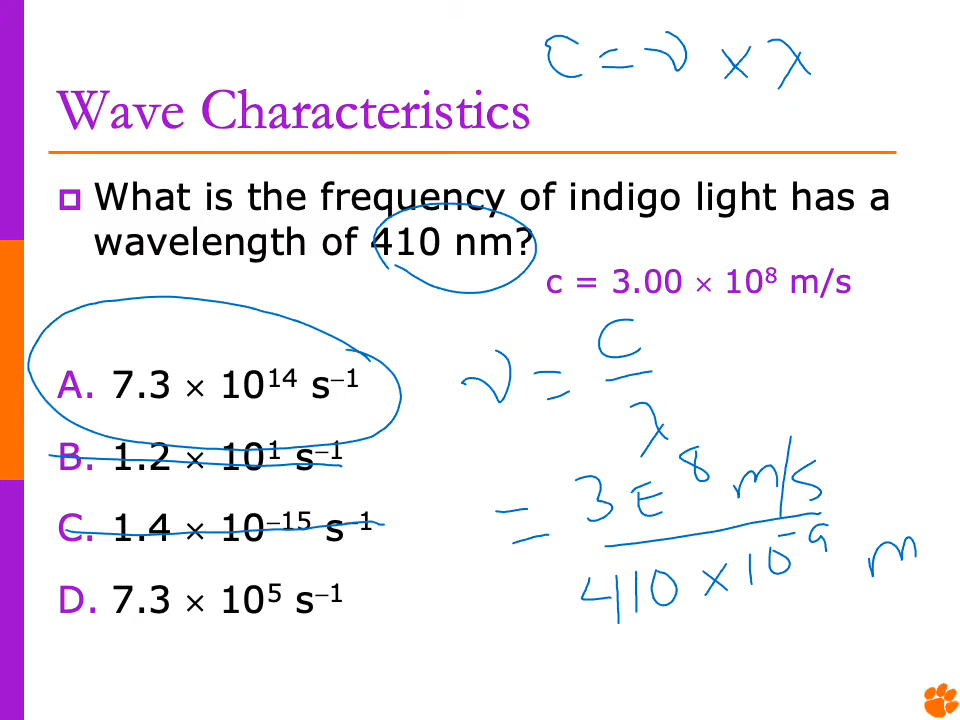 c = ν × λ
Wave Characteristics
What is the frequency of indigo light has a
wavelength of 410 nm?
c = 3.00 × 10⁸ m/s
A. 7.3 × 10¹⁴ s⁻¹
B. 1.2 × 10¹ s⁻¹
C. 1.4 × 10⁻¹⁵ s⁻¹
D. 7.3 × 10⁵ s⁻¹
ν = c
λ
= 3E⁸ m/s
410 × 10⁻⁹ m